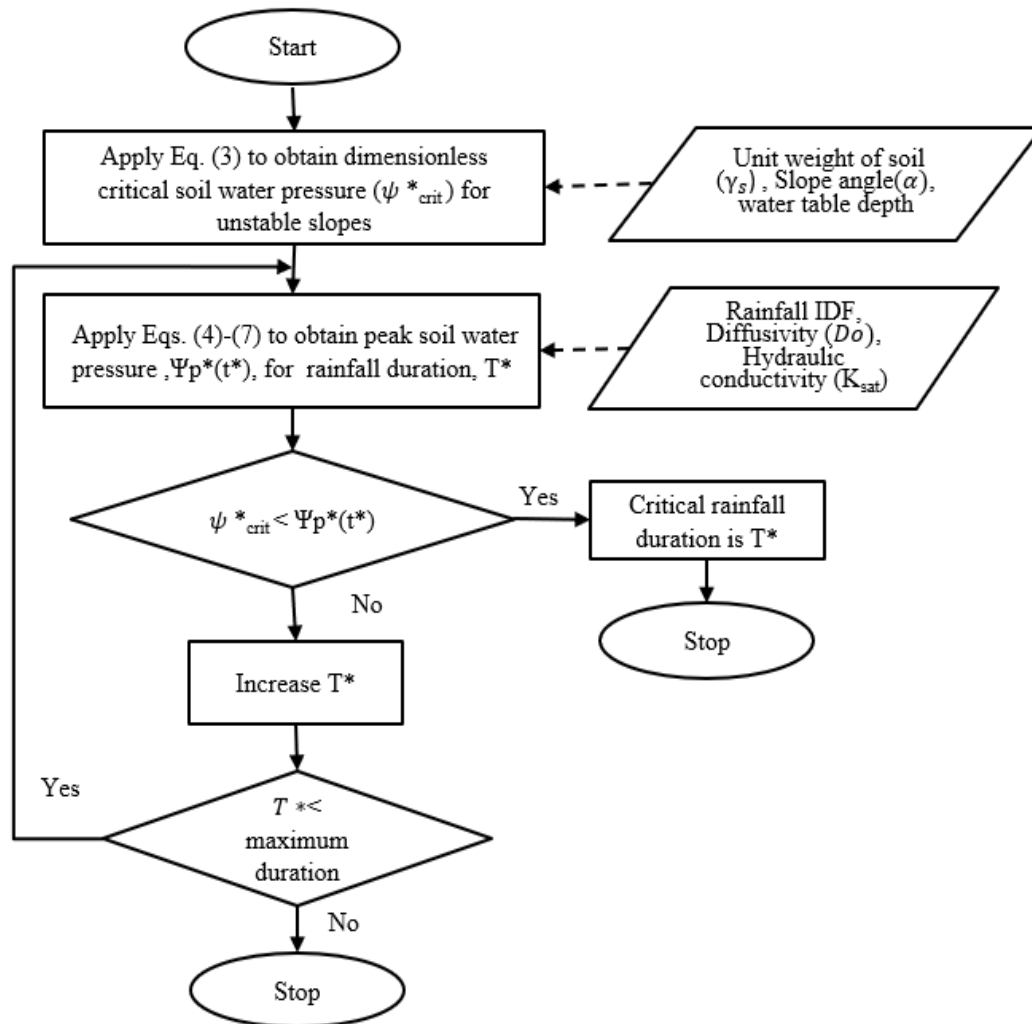 Start
Apply Eq. (3) to obtain dimensionless
critical soil water pressure (ψ *crit) for
unstable slopes
Unit weight of soil
(γs) , Slope angle(α),
water table depth
Apply Eqs. (4)-(7) to obtain peak soil water
pressure ,Ψp*(t*), for rainfall duration, T*
Rainfall IDF,
Diffusivity (Do),
Hydraulic
conductivity (Ksat)
ψ *crit < Ψp*(t*)
Yes
Critical rainfall
duration is T*
No
Stop
Increase T*
Yes
T *<
maximum
duration
No
Stop